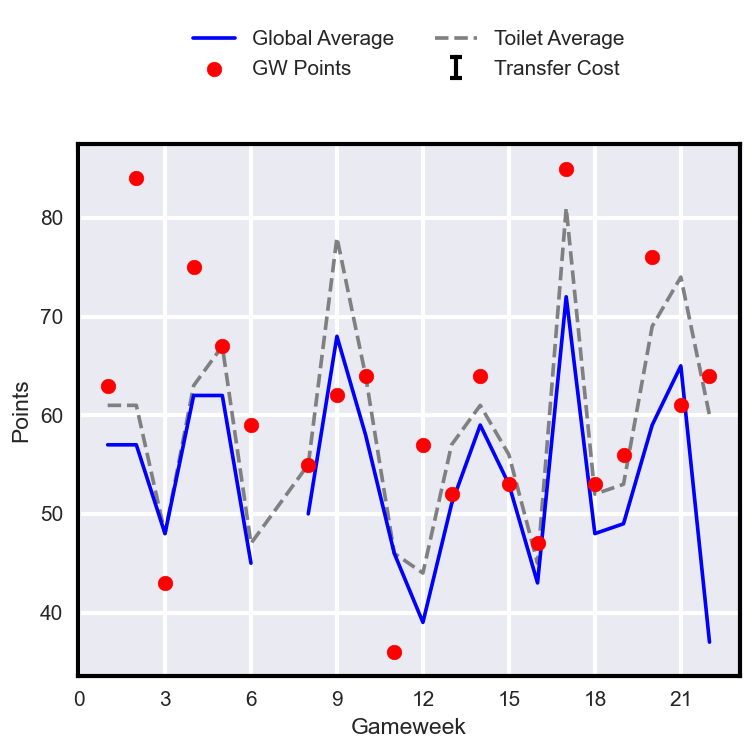 Global Average
Toilet Average
GW Points
Transfer Cost
Points
80
70
60
50
40
0 3 6 9 12 15 18 21
Gameweek